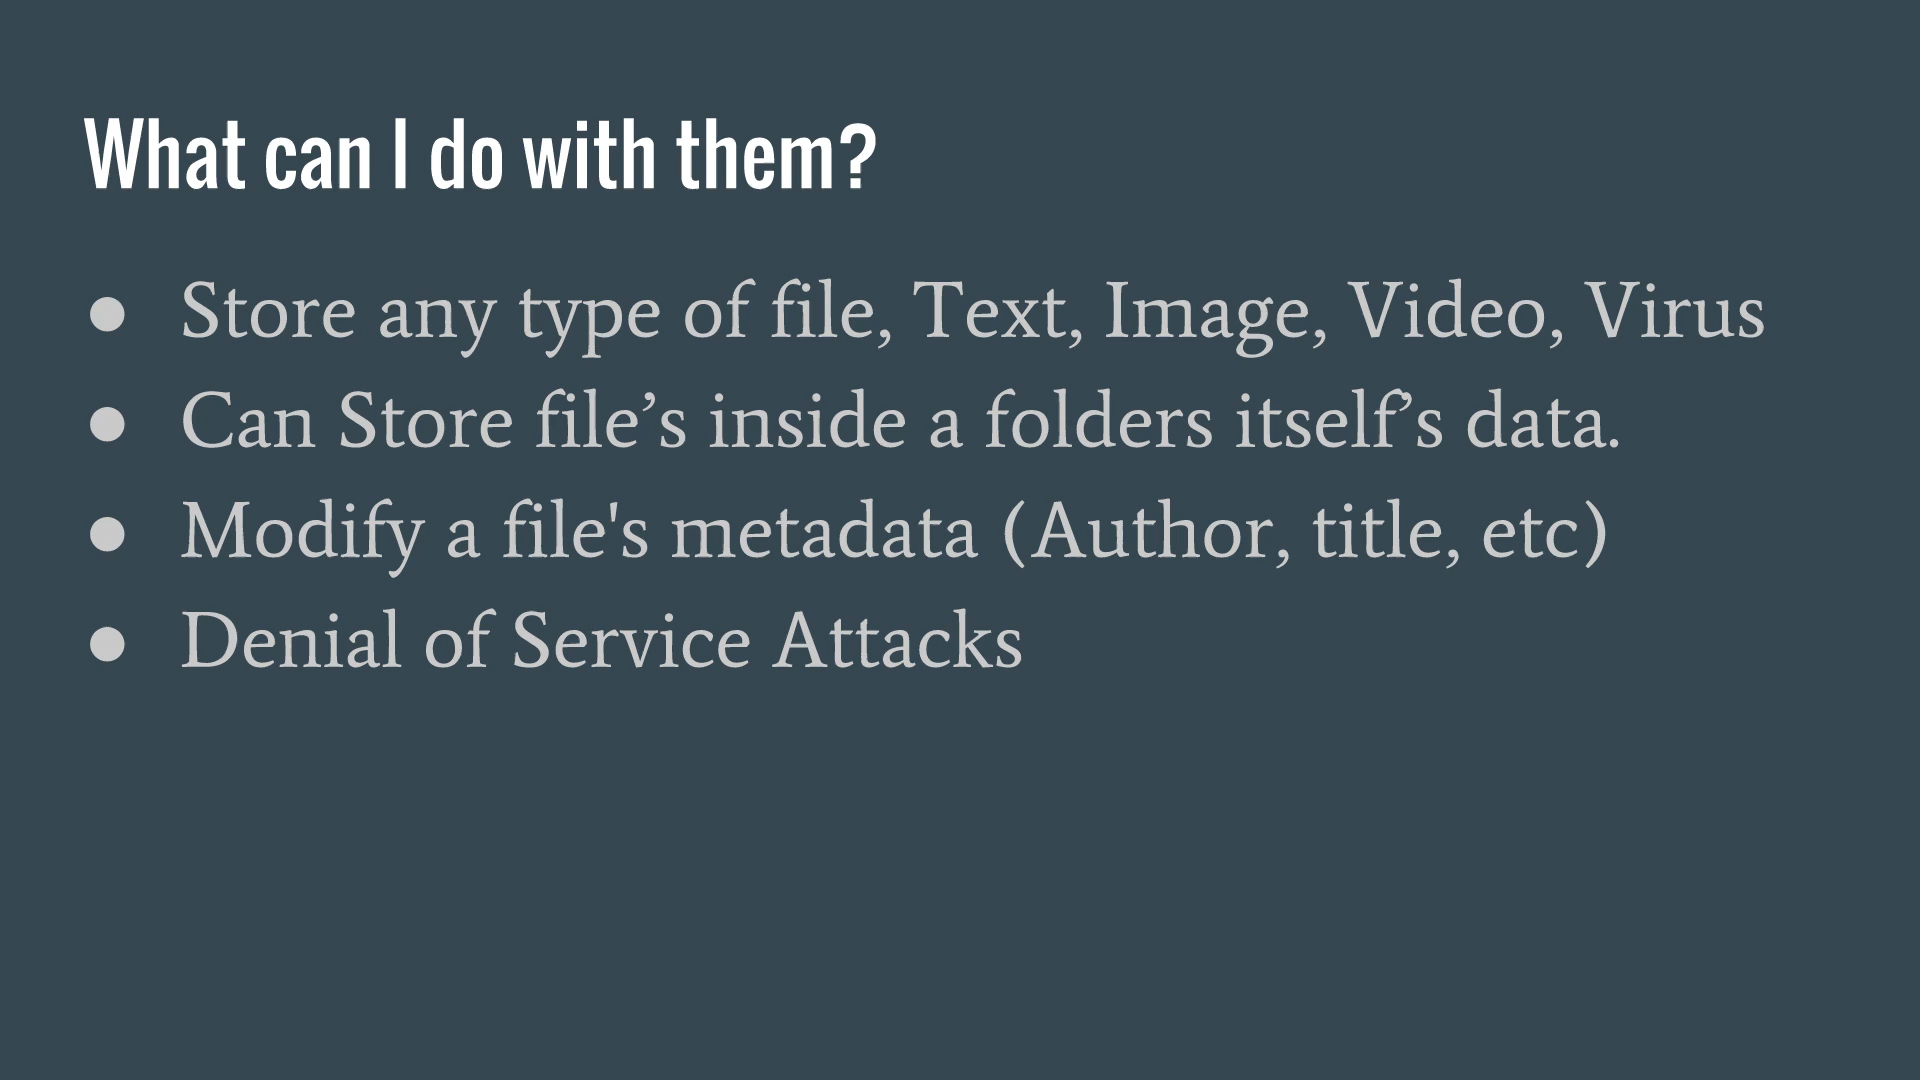 What can I do with them?
● Store any type of file, Text, Image, Video, Virus
● Can Store file’s inside a folders itself’s data.
● Modify a file's metadata (Author, title, etc)
● Denial of Service Attacks